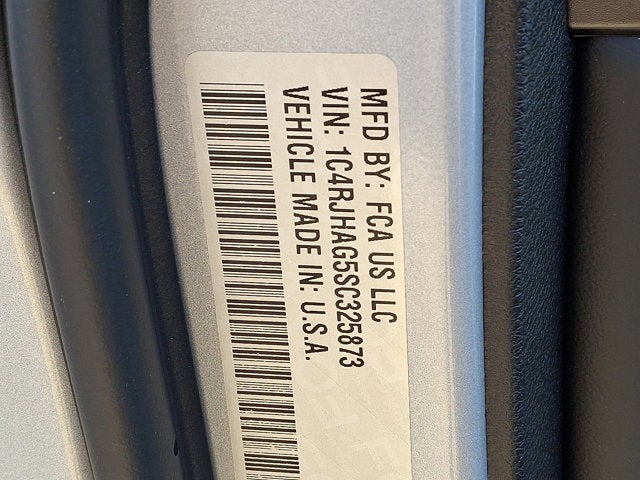 MFD BY: FCA US LLC
VIN: 1C4RJHAG5SC325873
VEHICLE MADE IN: U.S.A.